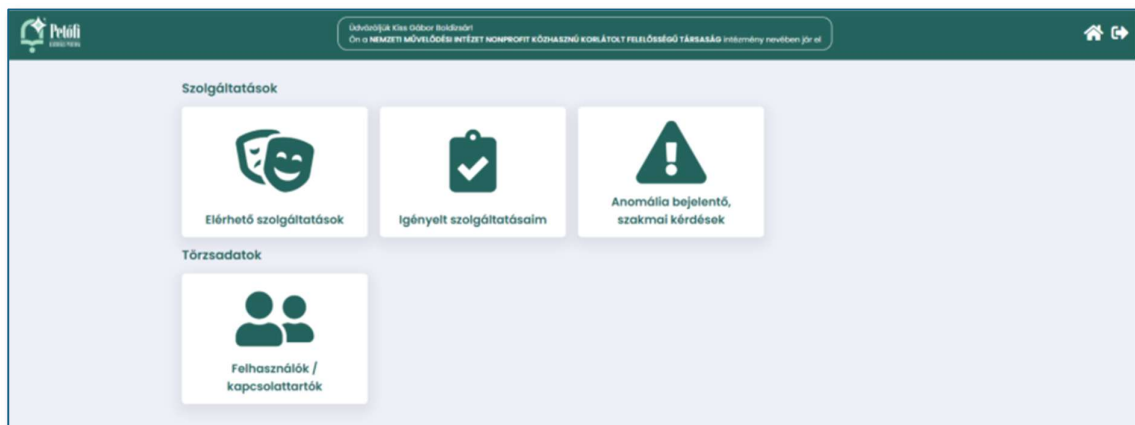 Petőfi
Üdvözöljük Kiss Gábor Boldizsár!
Ön a NEMZETI MŰVELŐDÉSI INTÉZET NONPROFIT KÖZHASZNÚ KORLÁTOLT FELELŐSSÉGŰ TÁRSASÁG intézmény nevében jár el
Szolgáltatások
Elérhető szolgáltatások
Igényelt szolgáltatásaim
Anomália bejelentő,
szakmai kérdések
Törzsadatok
Felhasználók /
kapcsolattartók